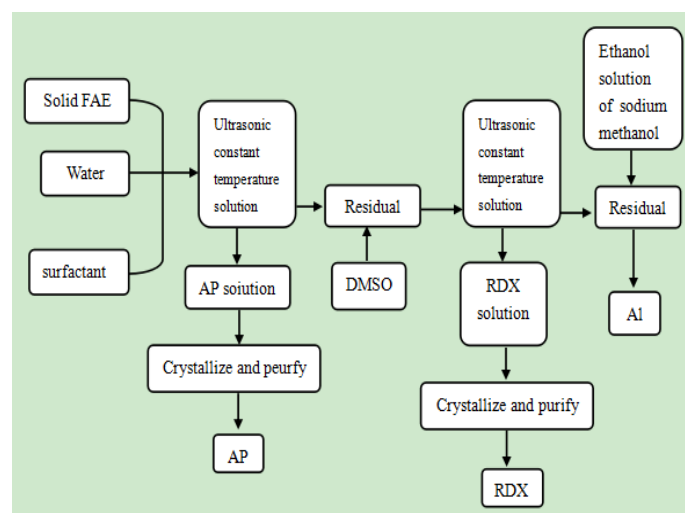 Solid FAE
Water
surfactant
Ultrasonic
constant
temperature
solution
AP soiution
Crystallize and peurfy
AP
Residual
DMSO
Ultrasonic
constant
temperature
solution
RDX
solution
Crystallize and purify
RDX
Ethanol
solution
of sodium
methanol
Residual
Al